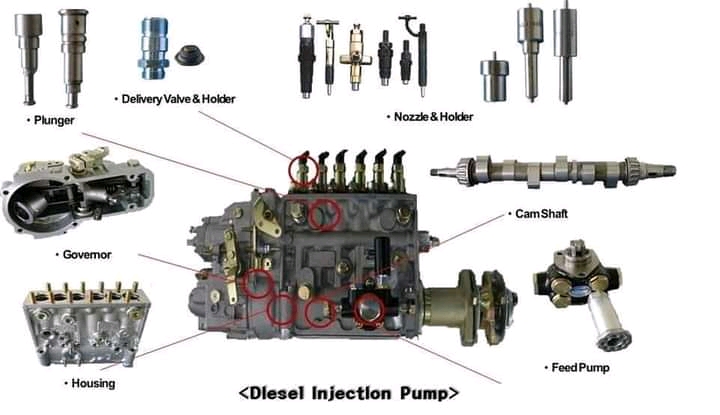 ・Plunger
・Delivery Valve & Holder
・Nozzle & Holder
・Governor
・Cam Shaft
・Housing
・Feed Pump
<Diesel Injection Pump>